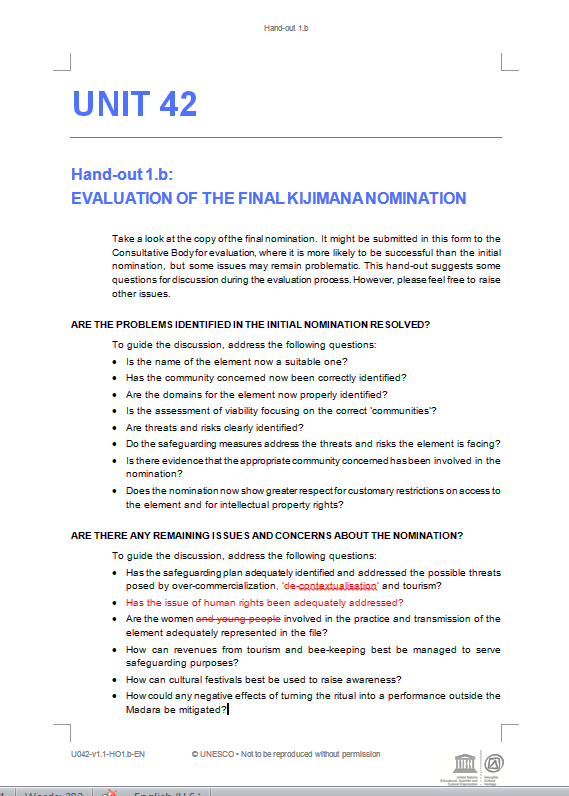 Hand-out 1.b
UNIT 42
Hand-out 1.b:
EVALUATION OF THE FINAL KIJIMANA NOMINATION
Take a look at the copy of the final nomination. It might be submitted in this form to the
Consultative Body for evaluation, where it is more likely to be successful than the initial
nomination, but some issues may remain problematic. This hand-out suggests some
questions for discussion during the evaluation process. However, please feel free to raise
other issues.
ARE THE PROBLEMS IDENTIFIED IN THE INITIAL NOMINATION RESOLVED?
To guide the discussion, address the following questions:
• Is the name of the element now a suitable one?
• Has the community concerned now been correctly identified?
• Are the domains for the element now properly identified?
• Is the assessment of viability focusing on the correct 'communities'?
• Are threats and risks clearly identified?
• Do the safeguarding measures address the threats and risks the element is facing?
• Is there evidence that the appropriate community concerned has been involved in the
nomination?
• Does the nomination now show greater respect for customary restrictions on access to
the element and for intellectual property rights?
ARE THERE ANY REMAINING ISSUES AND CONCERNS ABOUT THE NOMINATION?
To guide the discussion, address the following questions:
• Has the safeguarding plan adequately identified and addressed the possible threats
posed by over-commercialization, 'de-contextualisation' and tourism?
• Has the issue of human rights been adequately addressed?
• Are the women and young people involved in the practice and transmission of the
element adequately represented in the file?
• How can revenues from tourism and bee-keeping best be managed to serve
safeguarding purposes?
• How can cultural festivals best be used to raise awareness?
• How could any negative effects of turning the ritual into a performance outside the
Madara be mitigated?
U042-v1.1-HO1.b-EN © UNESCO • Not to be reproduced without permission